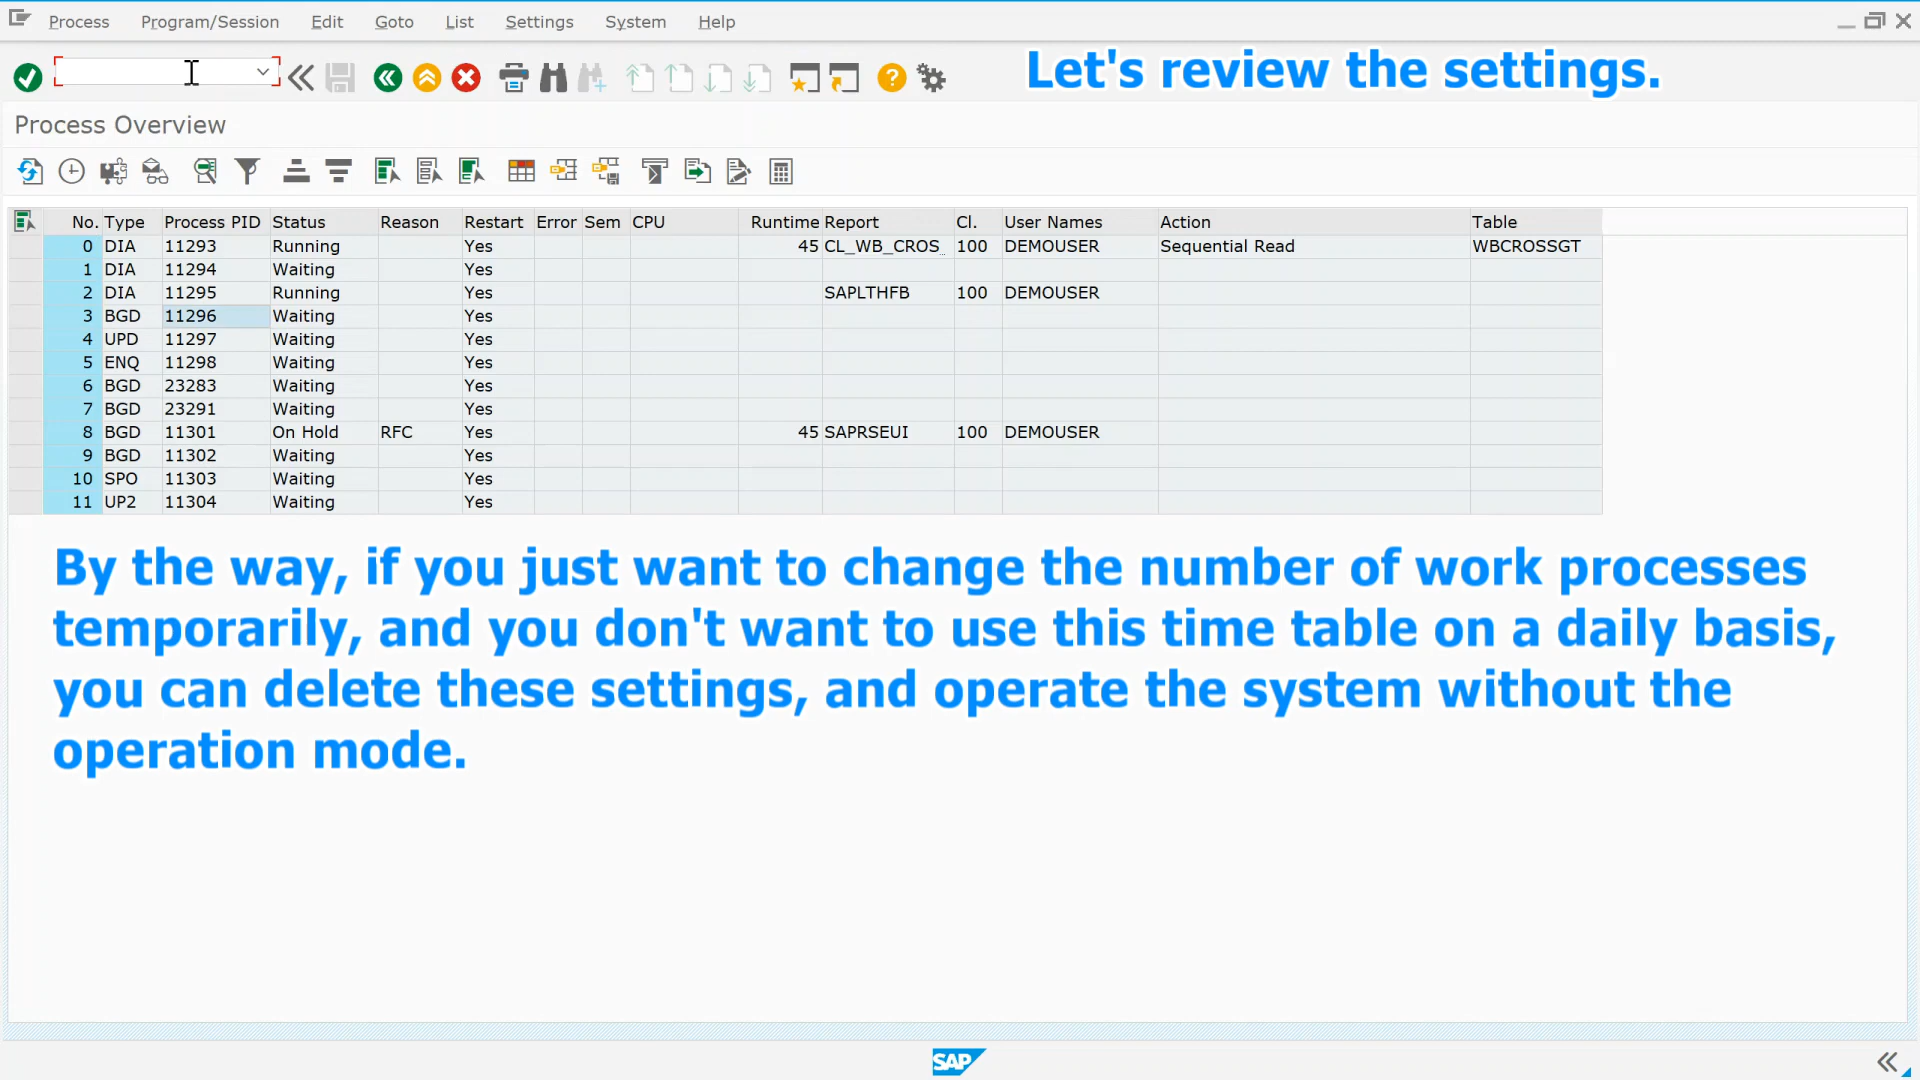 Process Program/Session Edit Goto List Settings System Help
Let's review the settings.
Process Overview
No. Type Process PID Status Reason Restart Error Sem CPU Runtime Report Cl. User Names Action Table
0 DIA 11293 Running Yes 45 CL_WB_CROS... 100 DEMOUSER Sequential Read WBCROSSGT
1 DIA 11294 Waiting Yes
2 DIA 11295 Running Yes SAPLTHFB 100 DEMOUSER
3 BGD 11296 Waiting Yes
4 UPD 11297 Waiting Yes
5 ENQ 11298 Waiting Yes
6 BGD 23283 Waiting Yes
7 BGD 23291 Waiting Yes
8 BGD 11301 On Hold RFC Yes 45 SAPRSEUI 100 DEMOUSER
9 BGD 11302 Waiting Yes
10 SPO 11303 Waiting Yes
11 UP2 11304 Waiting Yes
By the way, if you just want to change the number of work processes
temporarily, and you don't want to use this time table on a daily basis,
you can delete these settings, and operate the system without the
operation mode.
SAP